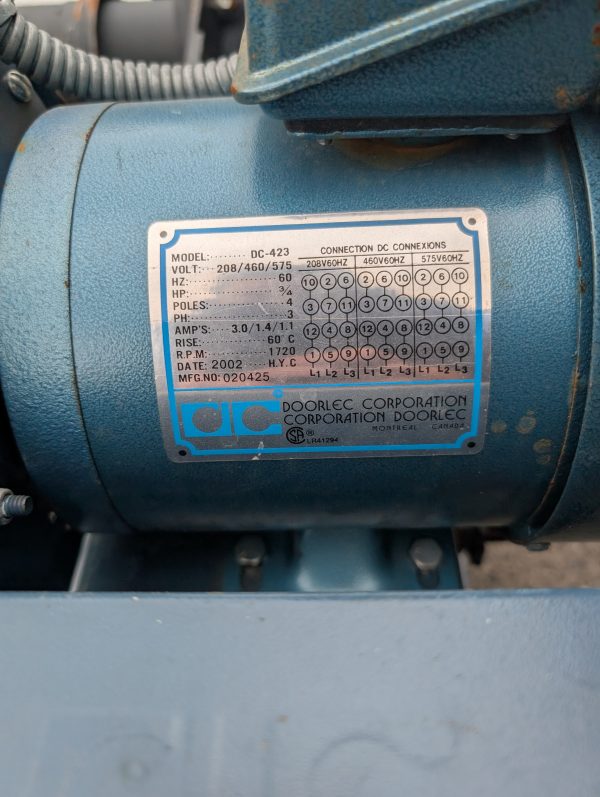 MODEL:........ DC-423
VOLT:... 208/460/575
HZ:............... 60
HP:............... ¾
POLES:............ 4
PH:............... 3
AMP'S: ... 3.0/1.4/1.1
RISE:......... 60°C
R.P.M:........ 1720
DATE: 2002 ....H.Y.C
MFG.NO: 020425
CONNECTION DC CONNEXIONS
208V60HZ 460V60HZ 575V60HZ
10 2 6 2 6 10 2 6 10
3 7 11 3 7 11
12 4 8 12 4 8 12 4 8
1 5 9 1 5 9 1 5 9
L1 L2 L3 L1 L2 L3 L1 L2 L3
dc DOORLEC CORPORATION
CORPORATION DOORLEC
MONTREAL CANADA
SA ® LR41294